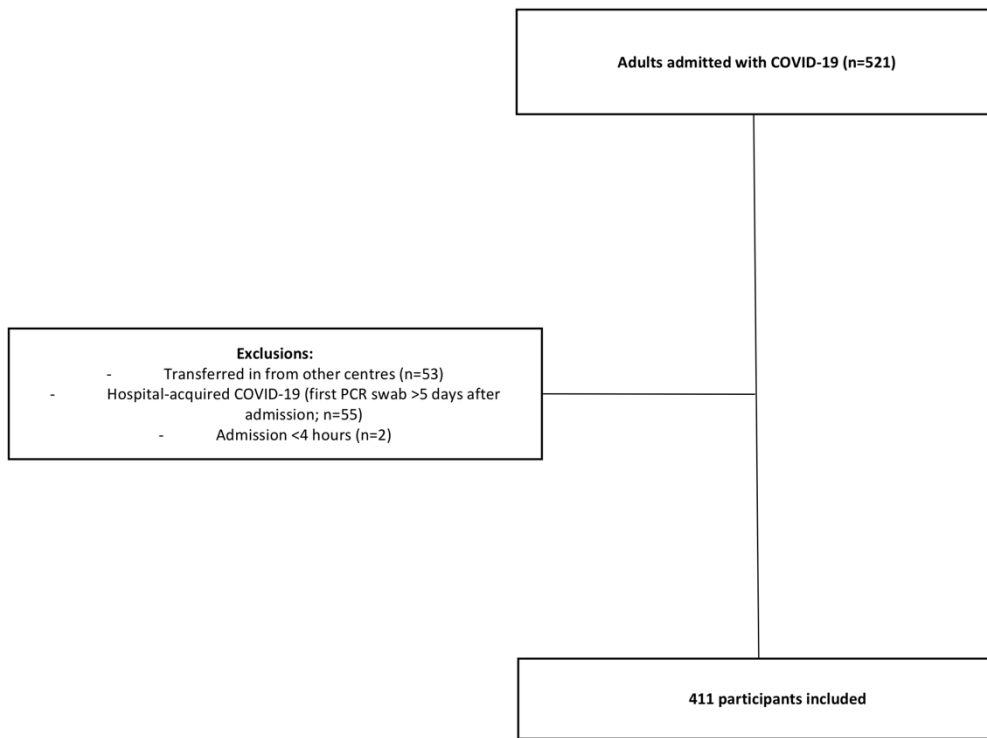 Adults admitted with COVID-19 (n=521)
Exclusions:
- Transferred in from other centres (n=53)
- Hospital-acquired COVID-19 (first PCR swab >5 days after
admission; n=55)
- Admission <4 hours (n=2)
411 participants included